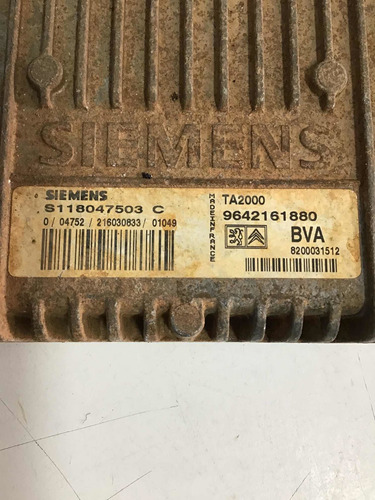 SIEMENS
SIEMENS
S118047503 C
0 / 04752 / 216030833 / 01049
MADE IN FRANCE
TA2000
9642161880
BVA
8200031512